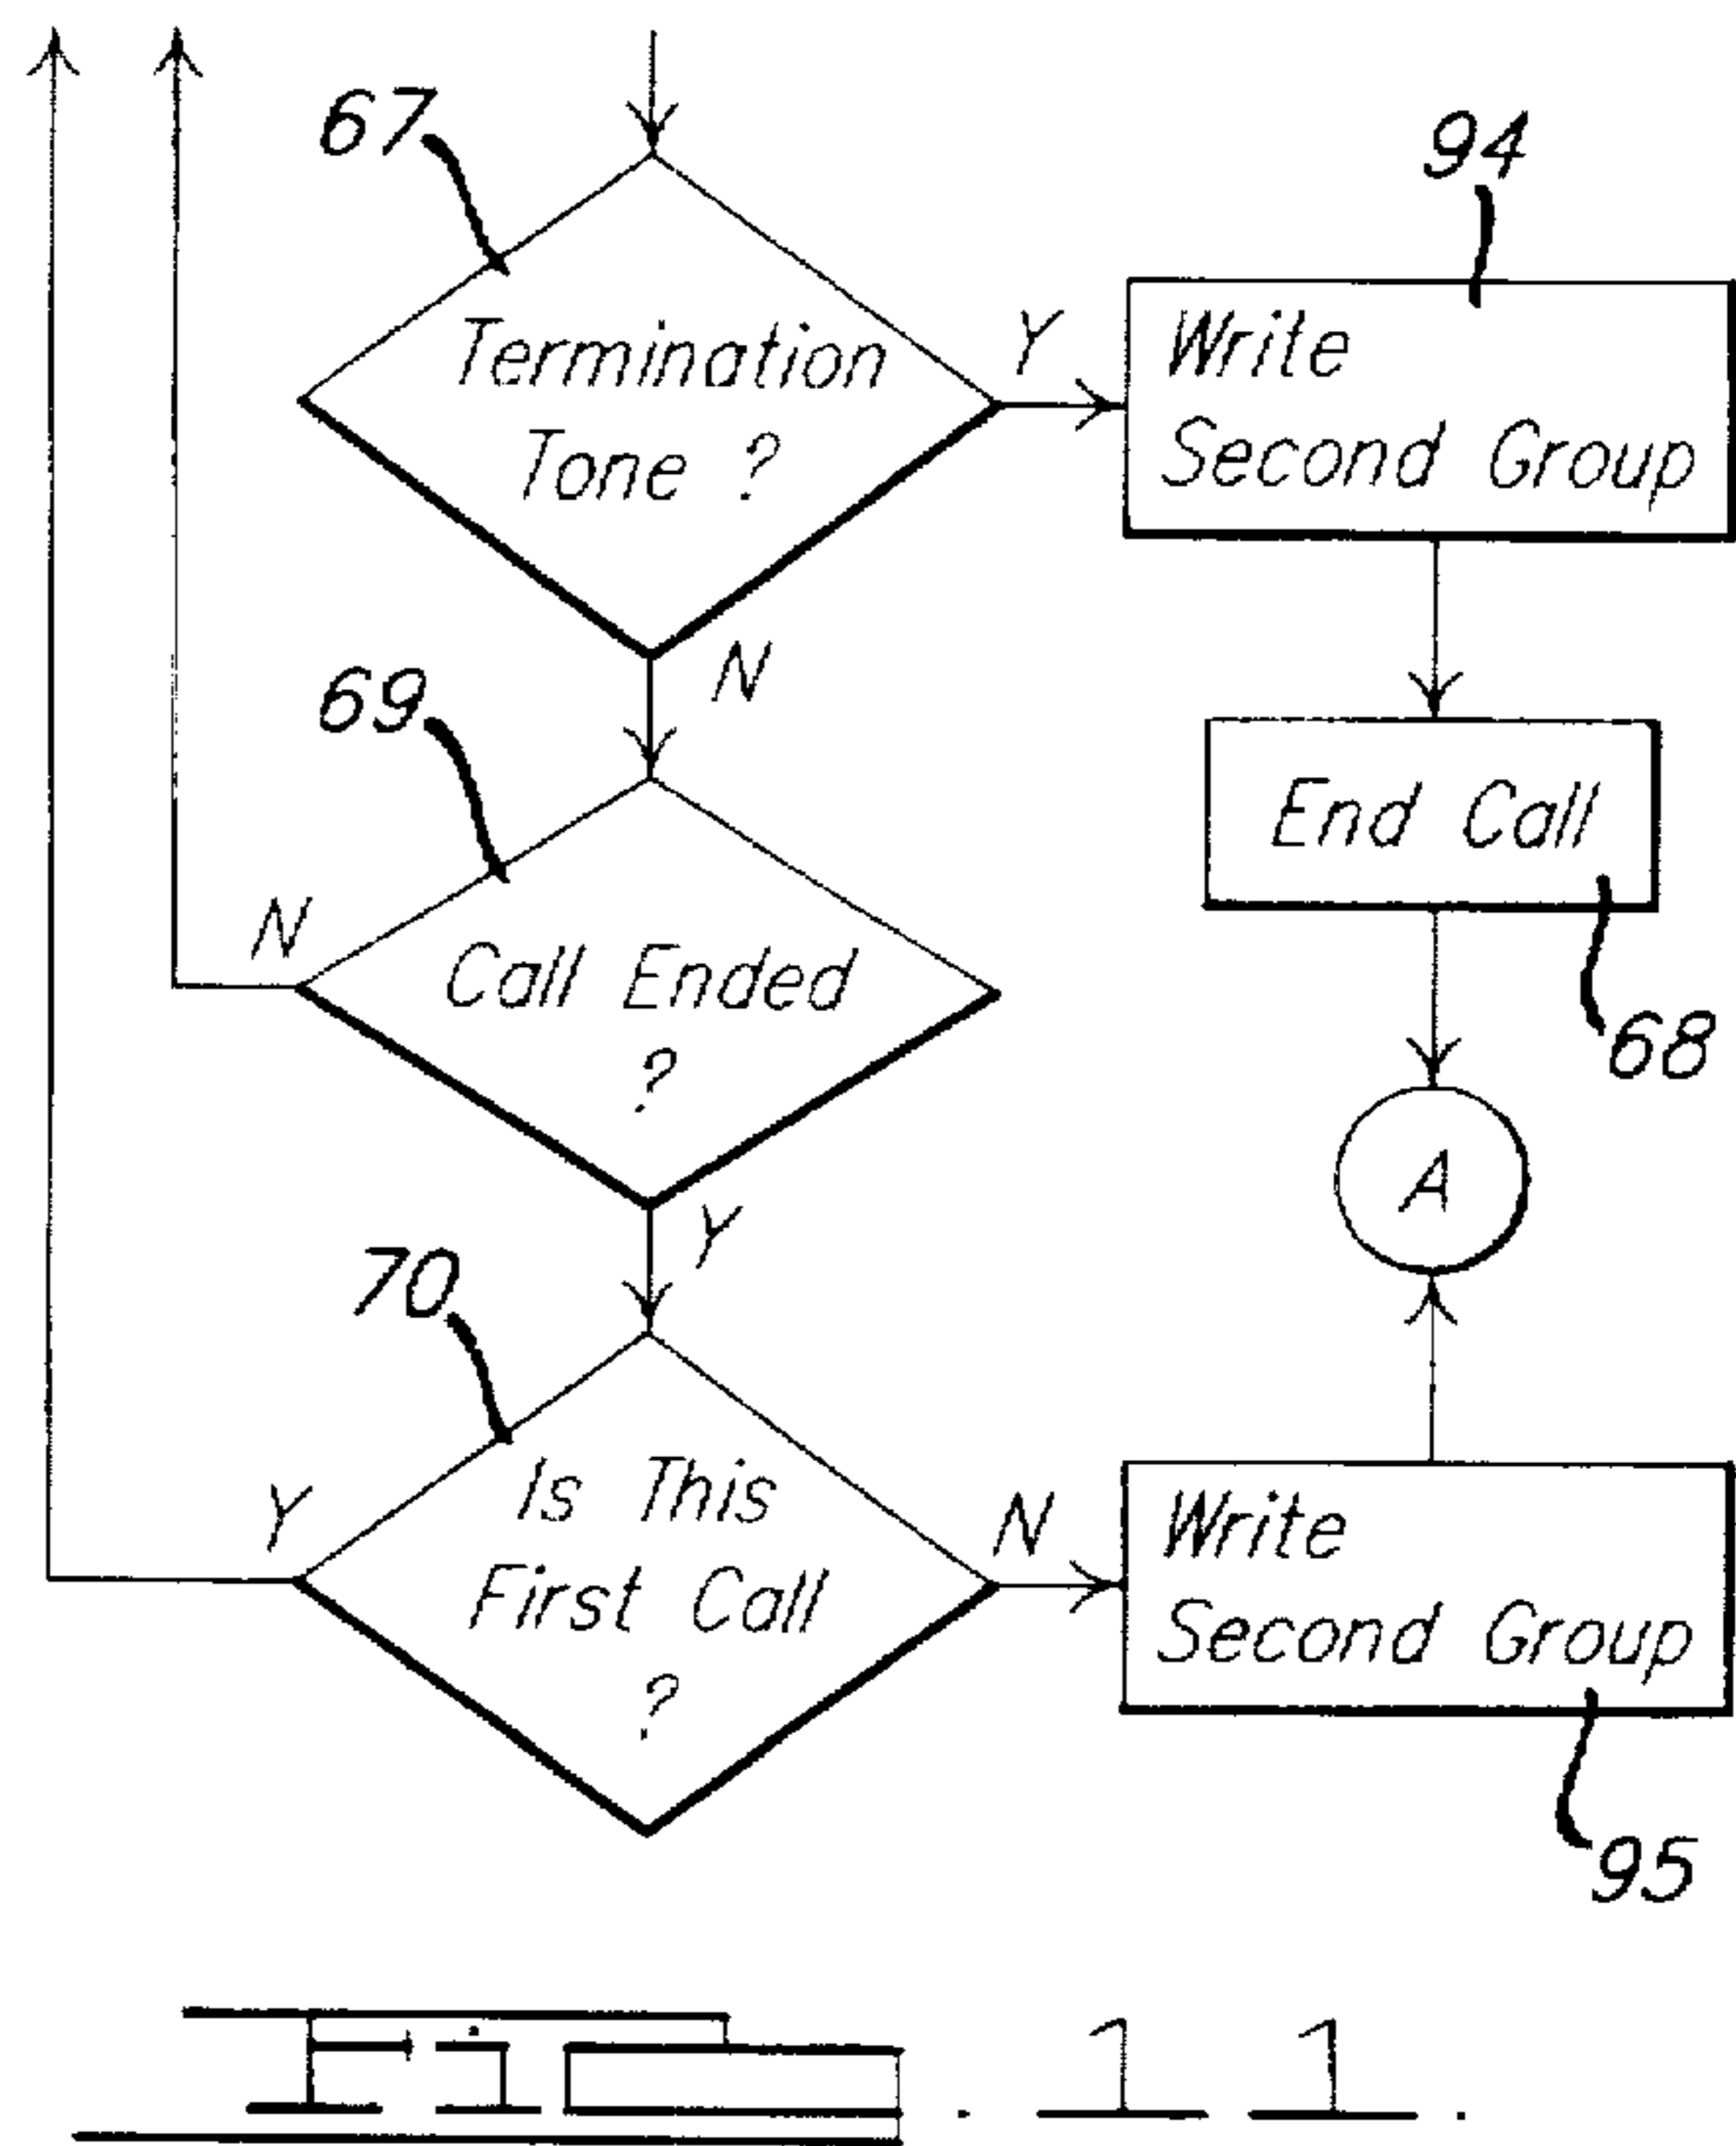 67
94
Termination
Tone ?
Y
Write
Second Group
N
69
End Call
68
N
Call Ended
?
A
Y
70
Is This
First Call
?
Y
N
Write
Second Group
95
Fig. 11.